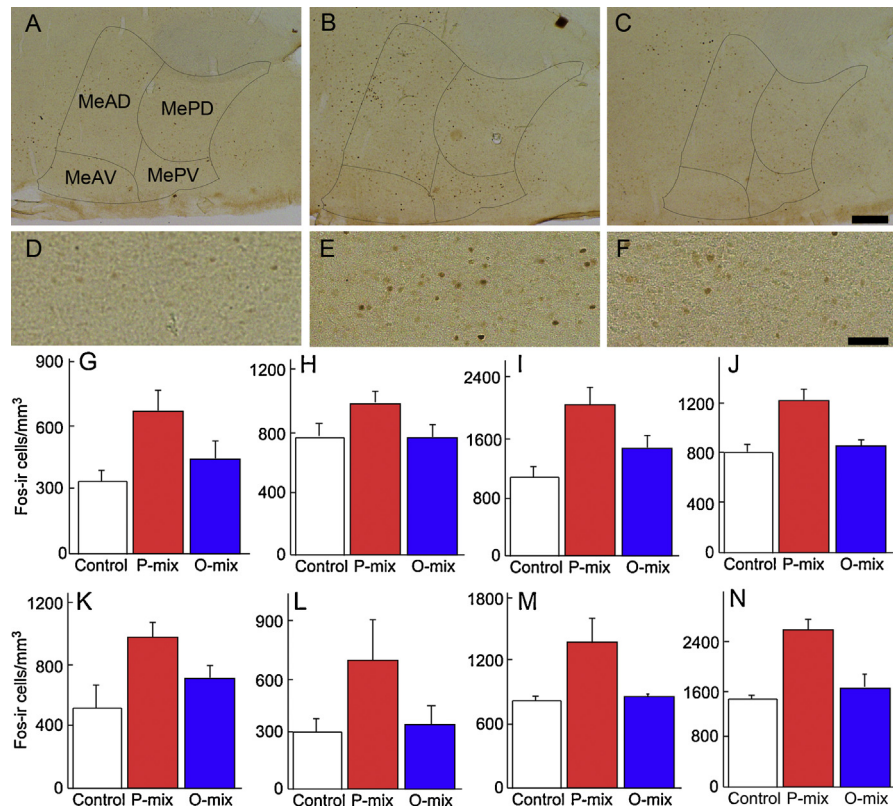 A
B
C
MeAD
MePD
MeAV
MePV
D
E
F
G
H
I
J
Fos-ir cells/mm³
900
600
300
0
Control P-mix O-mix
1200
800
400
0
Control P-mix O-mix
2400
1600
800
0
Control P-mix O-mix
1200
800
400
0
Control P-mix O-mix
K
L
M
N
Fos-ir cells/mm³
1200
800
400
0
Control P-mix O-mix
900
600
300
0
Control P-mix O-mix
1800
1200
600
0
Control P-mix O-mix
2400
1600
800
0
Control P-mix O-mix